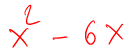 x² - 6x